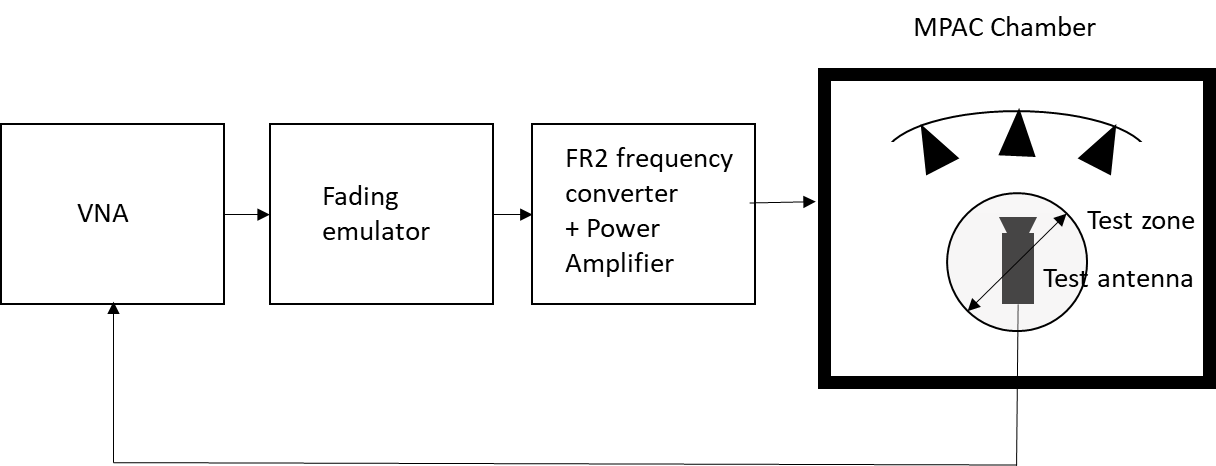 MPAC Chamber
VNA
Fading
emulator
FR2 frequency
converter
+ Power
Amplifier
Test zone
Test antenna